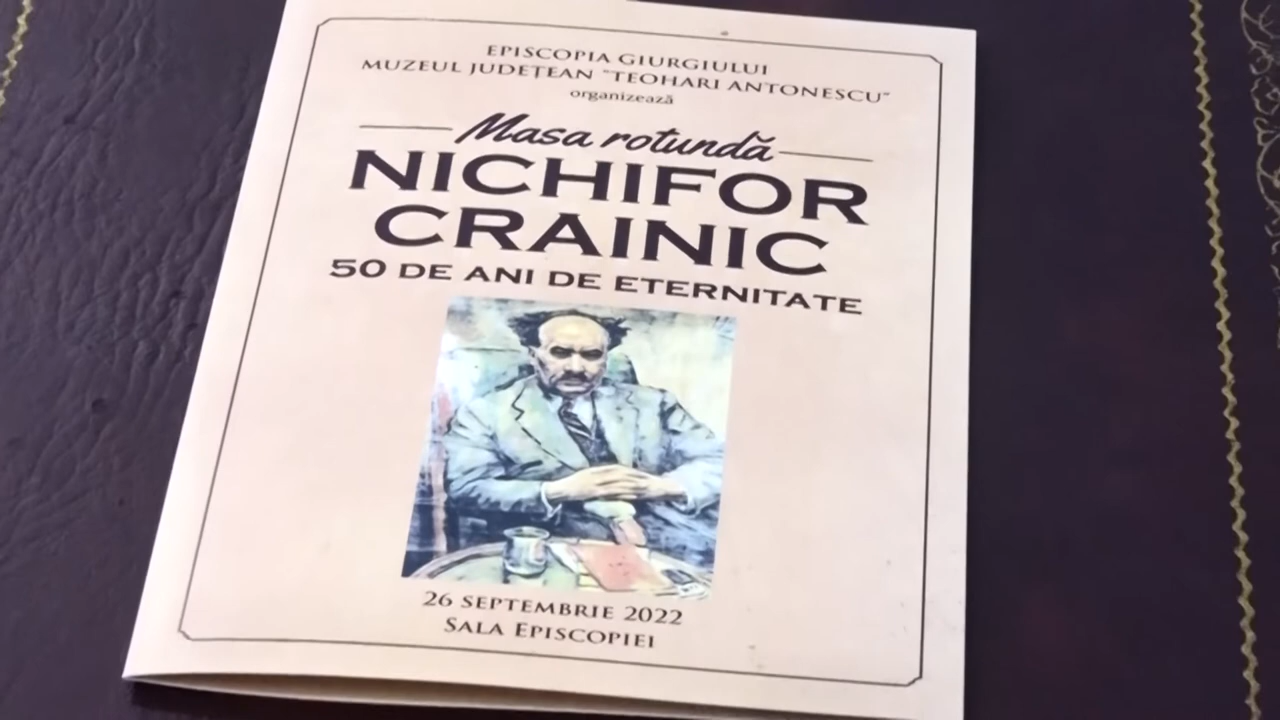 EPISCOPIA GIURGIULUI
MUZEUL JUDEȚEAN "TEOHARI ANTONESCU"
organizează
Masa rotundă
NICHIFOR
CRAINIC
50 DE ANI DE ETERNITATE
26 SEPTEMBRIE 2022
SALA EPISCOPIEI